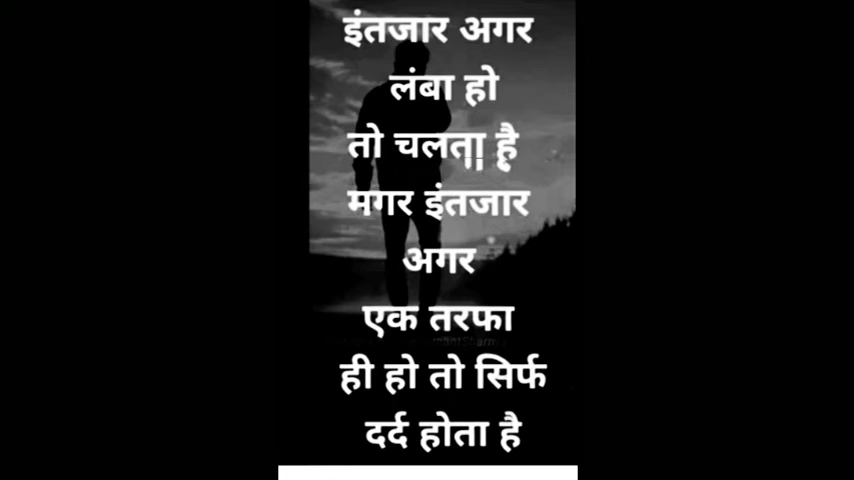 इंतजार अगर
लंबा हो
तो चलता है
मगर इंतजार
अगर
एक तरफा
ही हो तो सिर्फ
दर्द होता है